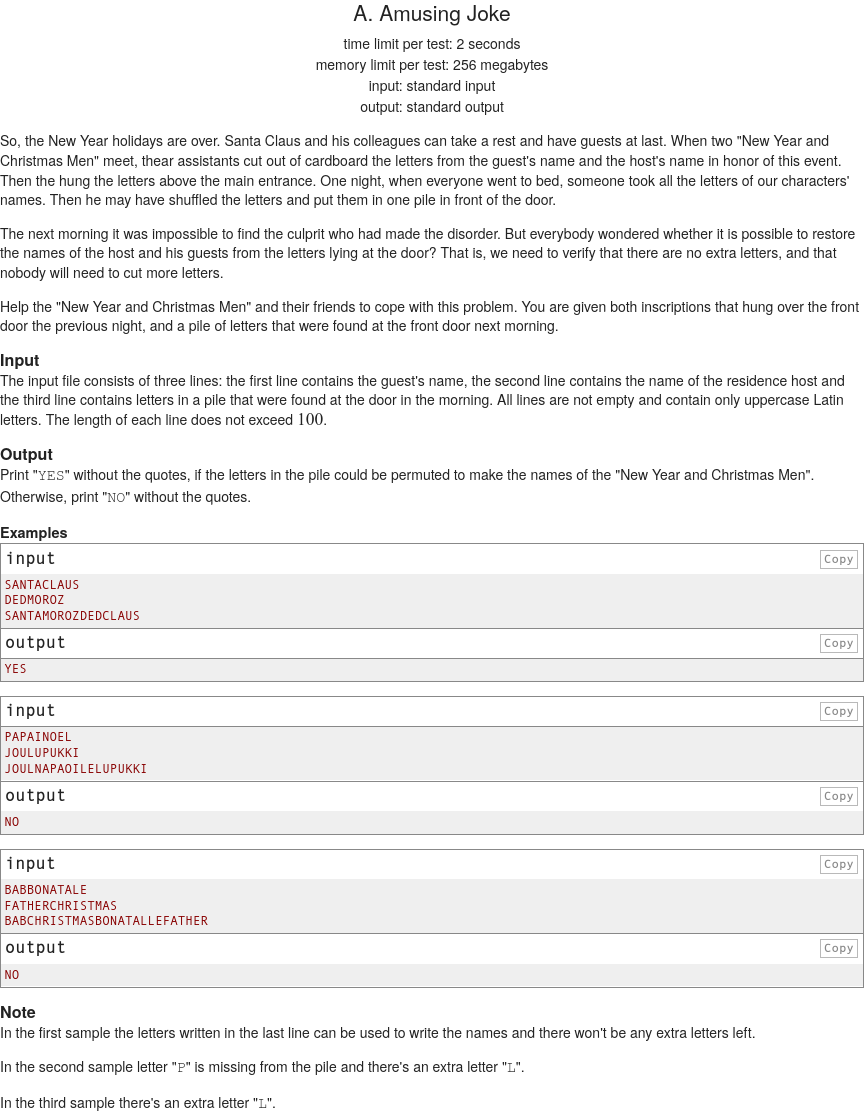 A. Amusing Joke
time limit per test: 2 seconds
memory limit per test: 256 megabytes
input: standard input
output: standard output
So, the New Year holidays are over. Santa Claus and his colleagues can take a rest and have guests at last. When two "New Year and
Christmas Men" meet, thear assistants cut out of cardboard the letters from the guest's name and the host's name in honor of this event.
Then the hung the letters above the main entrance. One night, when everyone went to bed, someone took all the letters of our characters'
names. Then he may have shuffled the letters and put them in one pile in front of the door.
The next morning it was impossible to find the culprit who had made the disorder. But everybody wondered whether it is possible to restore
the names of the host and his guests from the letters lying at the door? That is, we need to verify that there are no extra letters, and that
nobody will need to cut more letters.
Help the "New Year and Christmas Men" and their friends to cope with this problem. You are given both inscriptions that hung over the front
door the previous night, and a pile of letters that were found at the front door next morning.
Input
The input file consists of three lines: the first line contains the guest's name, the second line contains the name of the residence host and
the third line contains letters in a pile that were found at the door in the morning. All lines are not empty and contain only uppercase Latin
letters. The length of each line does not exceed 100.
Output
Print "YES" without the quotes, if the letters in the pile could be permuted to make the names of the "New Year and Christmas Men".
Otherwise, print "NO" without the quotes.
Examples
input Copy
SANTACLAUS
DEDMOROZ
SANTAMOROZDEDCLAUS
output Copy
YES
input Copy
PAPAINOEL
JOULUPUKKI
JOULNAPAOILELUPUKKI
output Copy
NO
input Copy
BABBONATALE
FATHERCHRISTMAS
BABCHRISTMASBONATALLEFATHER
output Copy
NO
Note
In the first sample the letters written in the last line can be used to write the names and there won't be any extra letters left.
In the second sample letter "P" is missing from the pile and there's an extra letter "L".
In the third sample there's an extra letter "L".